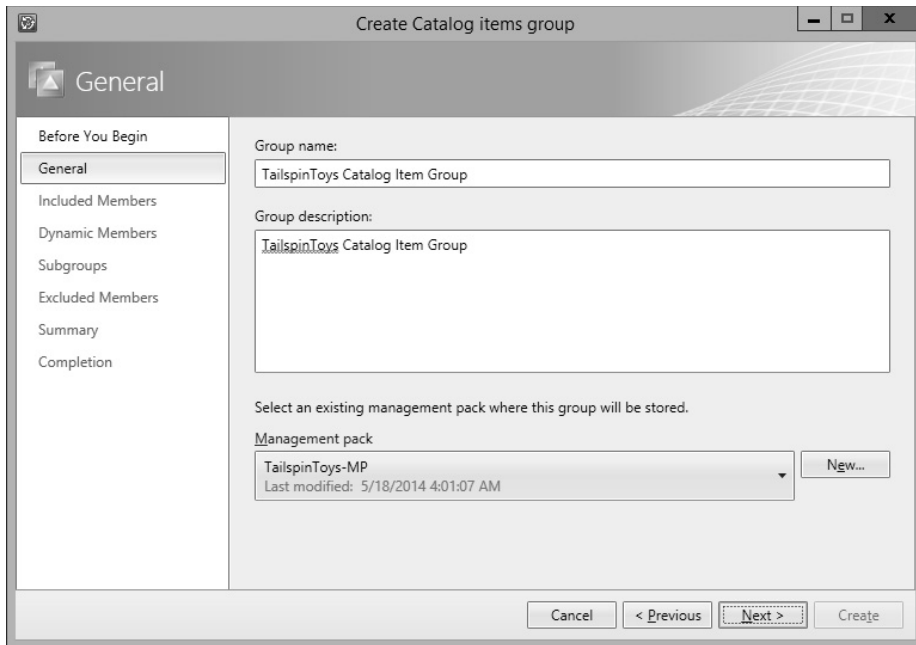 Create Catalog items group
General
Before You Begin
General
Included Members
Dynamic Members
Subgroups
Excluded Members
Summary
Completion
Group name:
TailspinToys Catalog Item Group
Group description:
TailspinToys Catalog Item Group
Select an existing management pack where this group will be stored.
Management pack
TailspinToys-MP
Last modified: 5/18/2014 4:01:07 AM
New...
Cancel
< Previous
Next >
Create